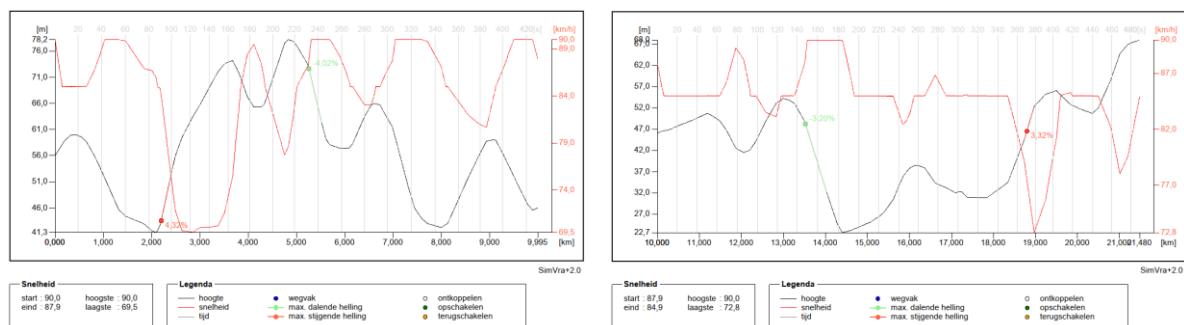 [m] 0 20 40 60 80 100 120 140 160 180 200 220 240 260 280 300 320 340 360 380 400 420[s] [km/h]
78,2
76,0
71,0
66,0
61,0
56,0
51,0
46,0
41,3
90,0
89,0
84,0
79,0
74,0
69,5
-4,02%
4,32%
0,000 1,000 2,000 3,000 4,000 5,000 6,000 7,000 8,000 9,000 9,995
[km]
SimVra+2.0
Snelheid
start : 90,0 hoogste : 90,0
eind : 87,9 laagste : 69,5
Legenda
hoogte wegvak ontkoppelen
snelheid max. dalende helling opschakelen
tijd max. stijgende helling terugschakelen
[m] 0 20 40 60 80 100 120 140 160 180 200 220 240 260 280 300 320 340 360 380 400 420 440 460 480[s] [km/h]
68,0
67,0
62,0
57,0
52,0
47,0
42,0
37,0
32,0
27,0
22,7
90,0
87,0
82,0
77,0
72,8
-3,20%
3,32%
10,000 11,000 12,000 13,000 14,000 15,000 16,000 17,000 18,000 19,000 20,000 21,000 21,480
[km]
SimVra+2.0
Snelheid
start : 87,9 hoogste : 90,0
eind : 84,9 laagste : 72,8
Legenda
hoogte wegvak ontkoppelen
snelheid max. dalende helling opschakelen
tijd max. stijgende helling terugschakelen